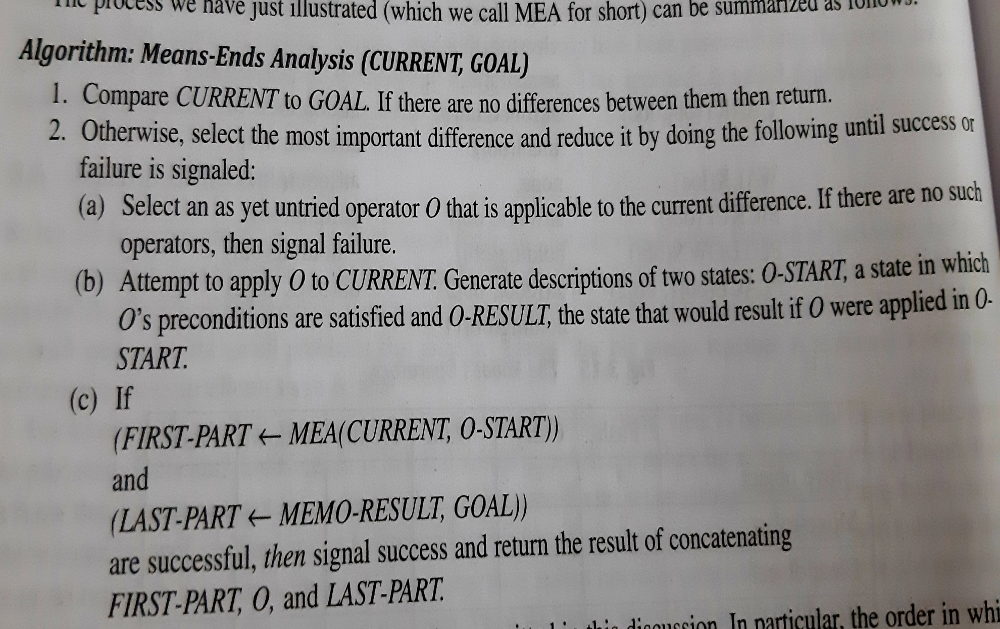 The process we have just illustrated (which we call MEA for short) can be summarized as follows:
Algorithm: Means-Ends Analysis (CURRENT, GOAL)
1. Compare CURRENT to GOAL. If there are no differences between them then return.
2. Otherwise, select the most important difference and reduce it by doing the following until success or
failure is signaled:
(a) Select an as yet untried operator O that is applicable to the current difference. If there are no such
operators, then signal failure.
(b) Attempt to apply O to CURRENT. Generate descriptions of two states: O-START, a state in which
O's preconditions are satisfied and O-RESULT, the state that would result if O were applied in O-
START.
(c) If
(FIRST-PART ← MEA(CURRENT, O-START))
and
(LAST-PART ← MEMO-RESULT, GOAL))
are successful, then signal success and return the result of concatenating
FIRST-PART, O, and LAST-PART.
this discussion. In particular, the order in whi